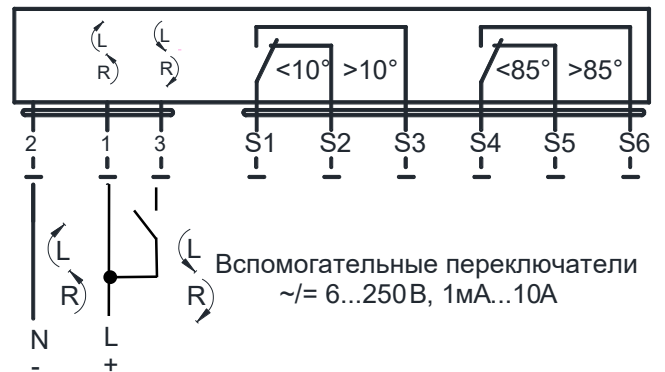 L L
R R
<10° >10° <85° >85°
2 1 3 S1 S2 S3 S4 S5 S6
L L
R R
Вспомогательные переключатели
~/= 6...250В, 1мА...10А
N L
- +